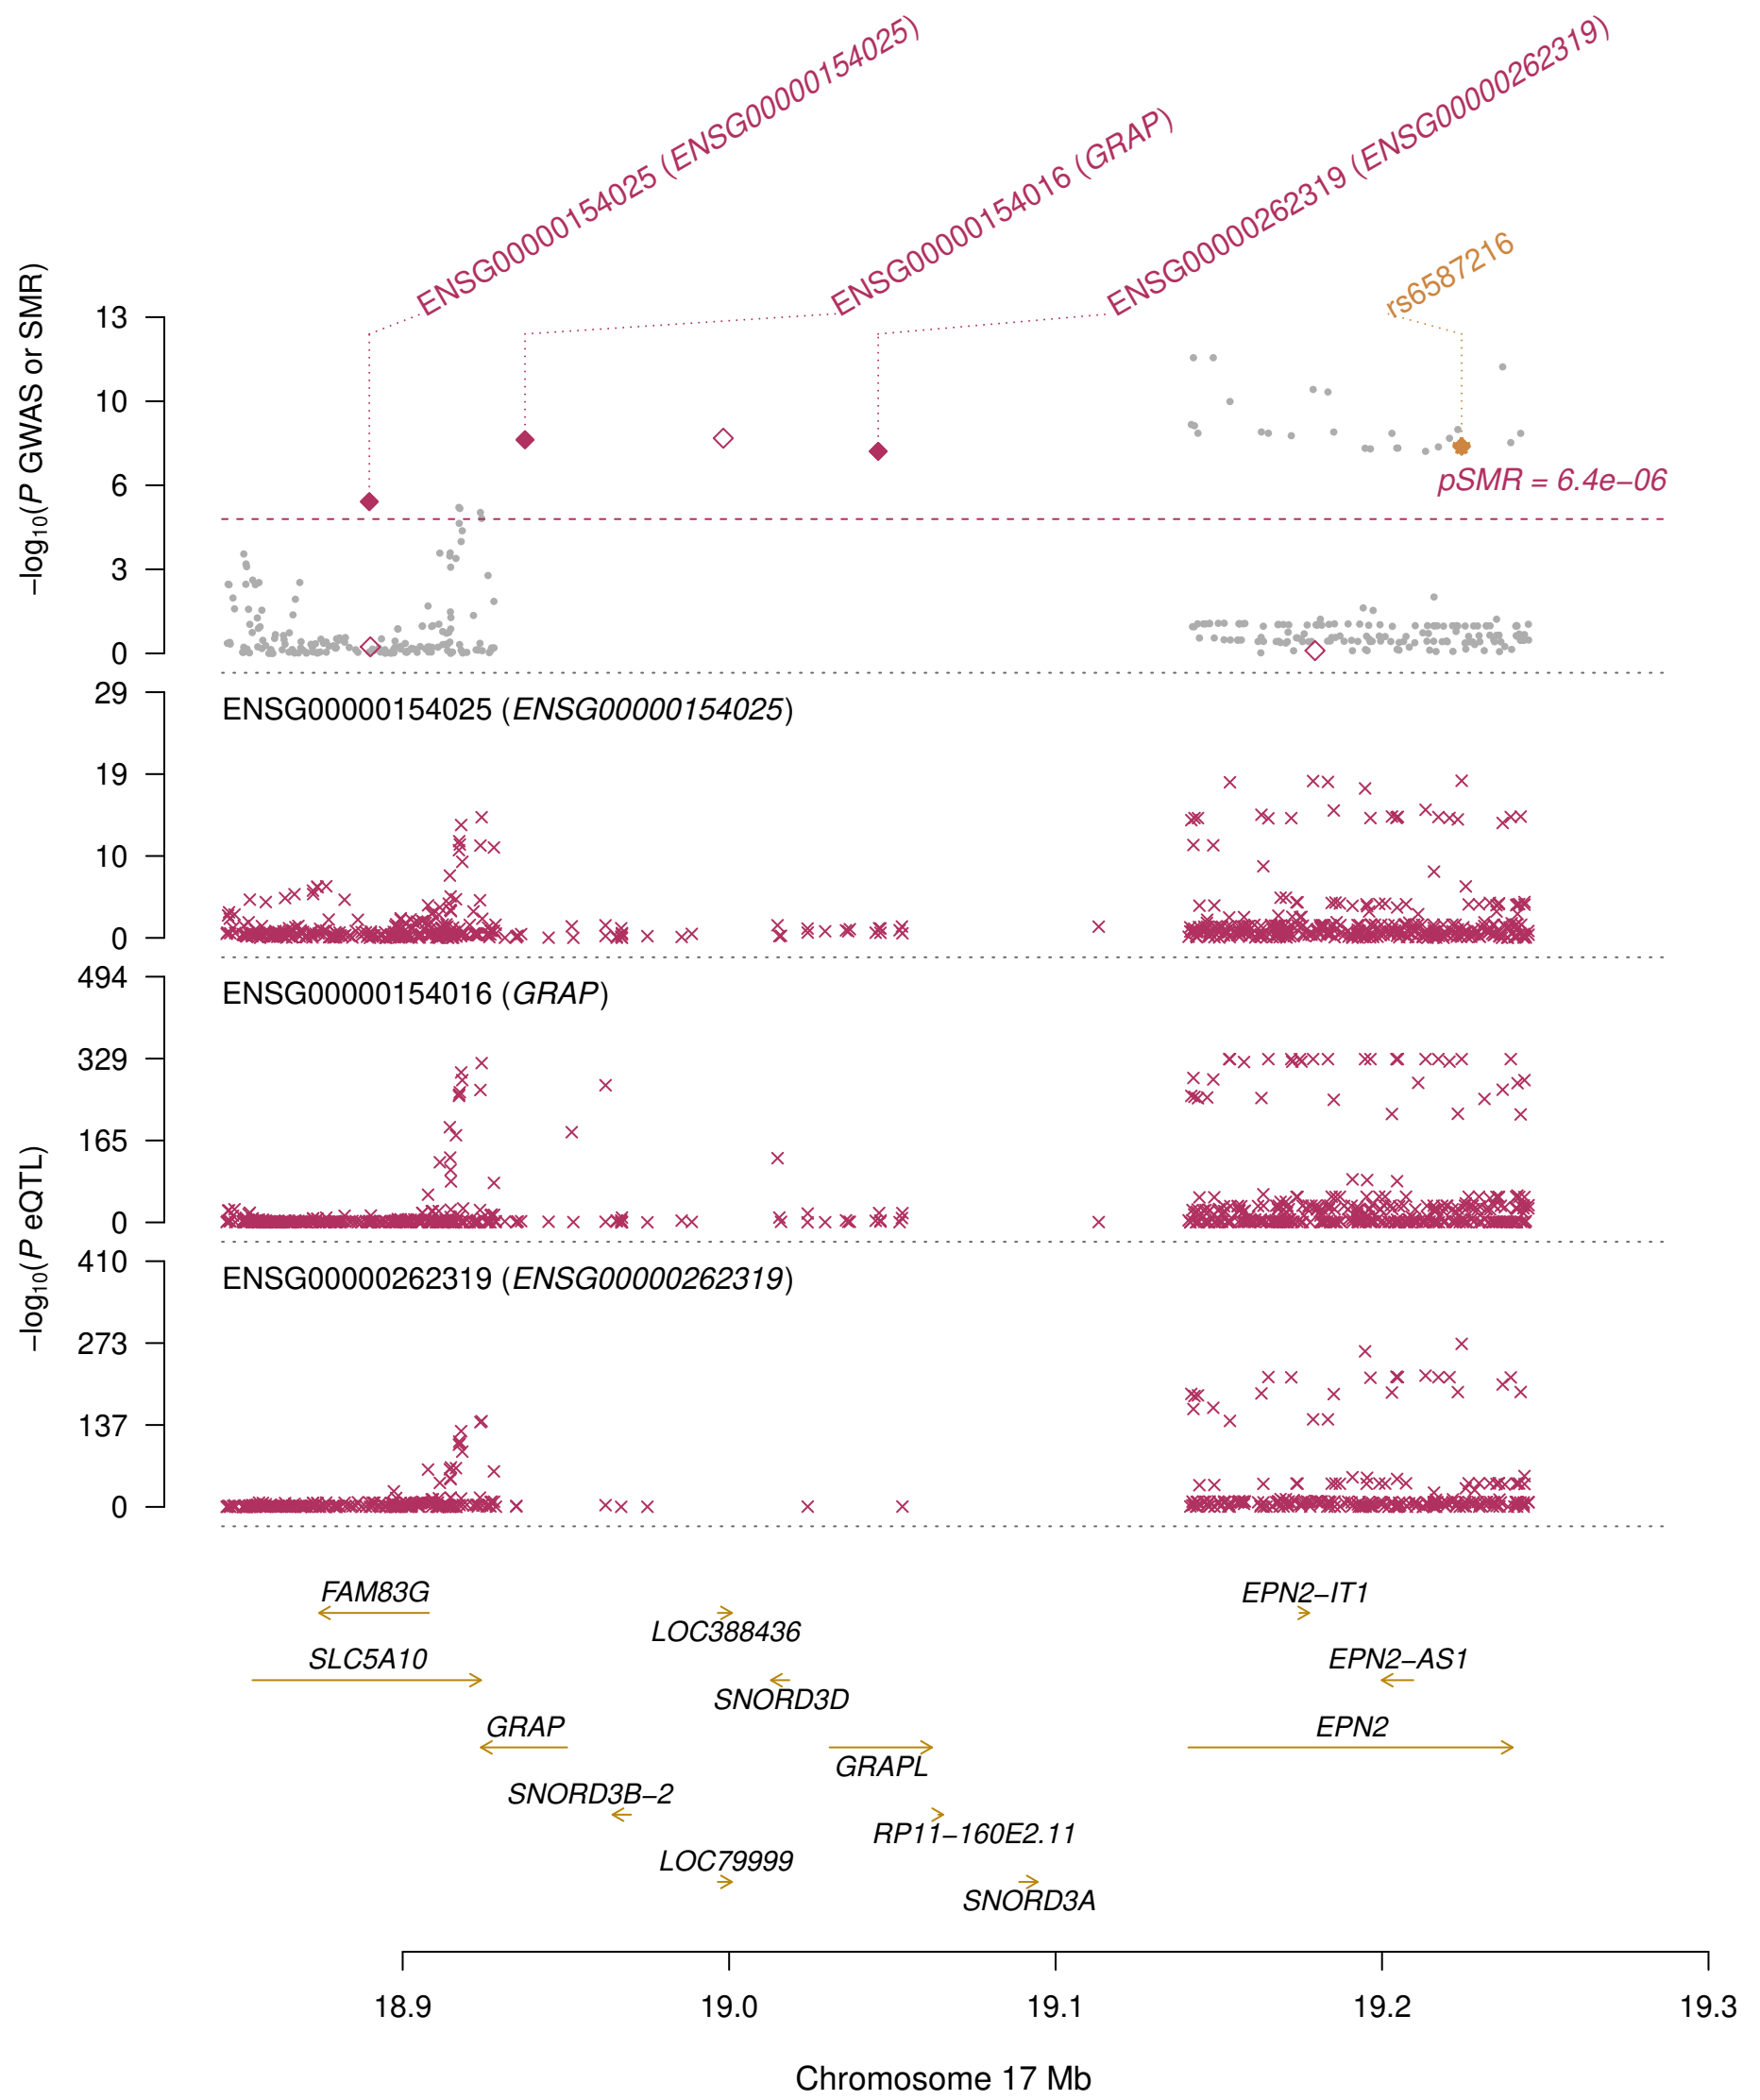 ENSG00000154025 (ENSG00000154025)
ENSG00000154016 (GRAP)
ENSG00000262319 (ENSG00000262319)
rs6587216
−log10(P GWAS or SMR)
13
10
6
3
0
pSMR = 6.4e−06
−log10(P eQTL)
29
19
10
0
ENSG00000154025 (ENSG00000154025)
494
329
165
0
ENSG00000154016 (GRAP)
410
273
137
0
ENSG00000262319 (ENSG00000262319)
FAM83G
EPN2−IT1
LOC388436
SLC5A10
EPN2−AS1
SNORD3D
GRAP
EPN2
GRAPL
SNORD3B−2
RP11−160E2.11
LOC79999
SNORD3A
18.9 19.0 19.1 19.2 19.3
Chromosome 17 Mb